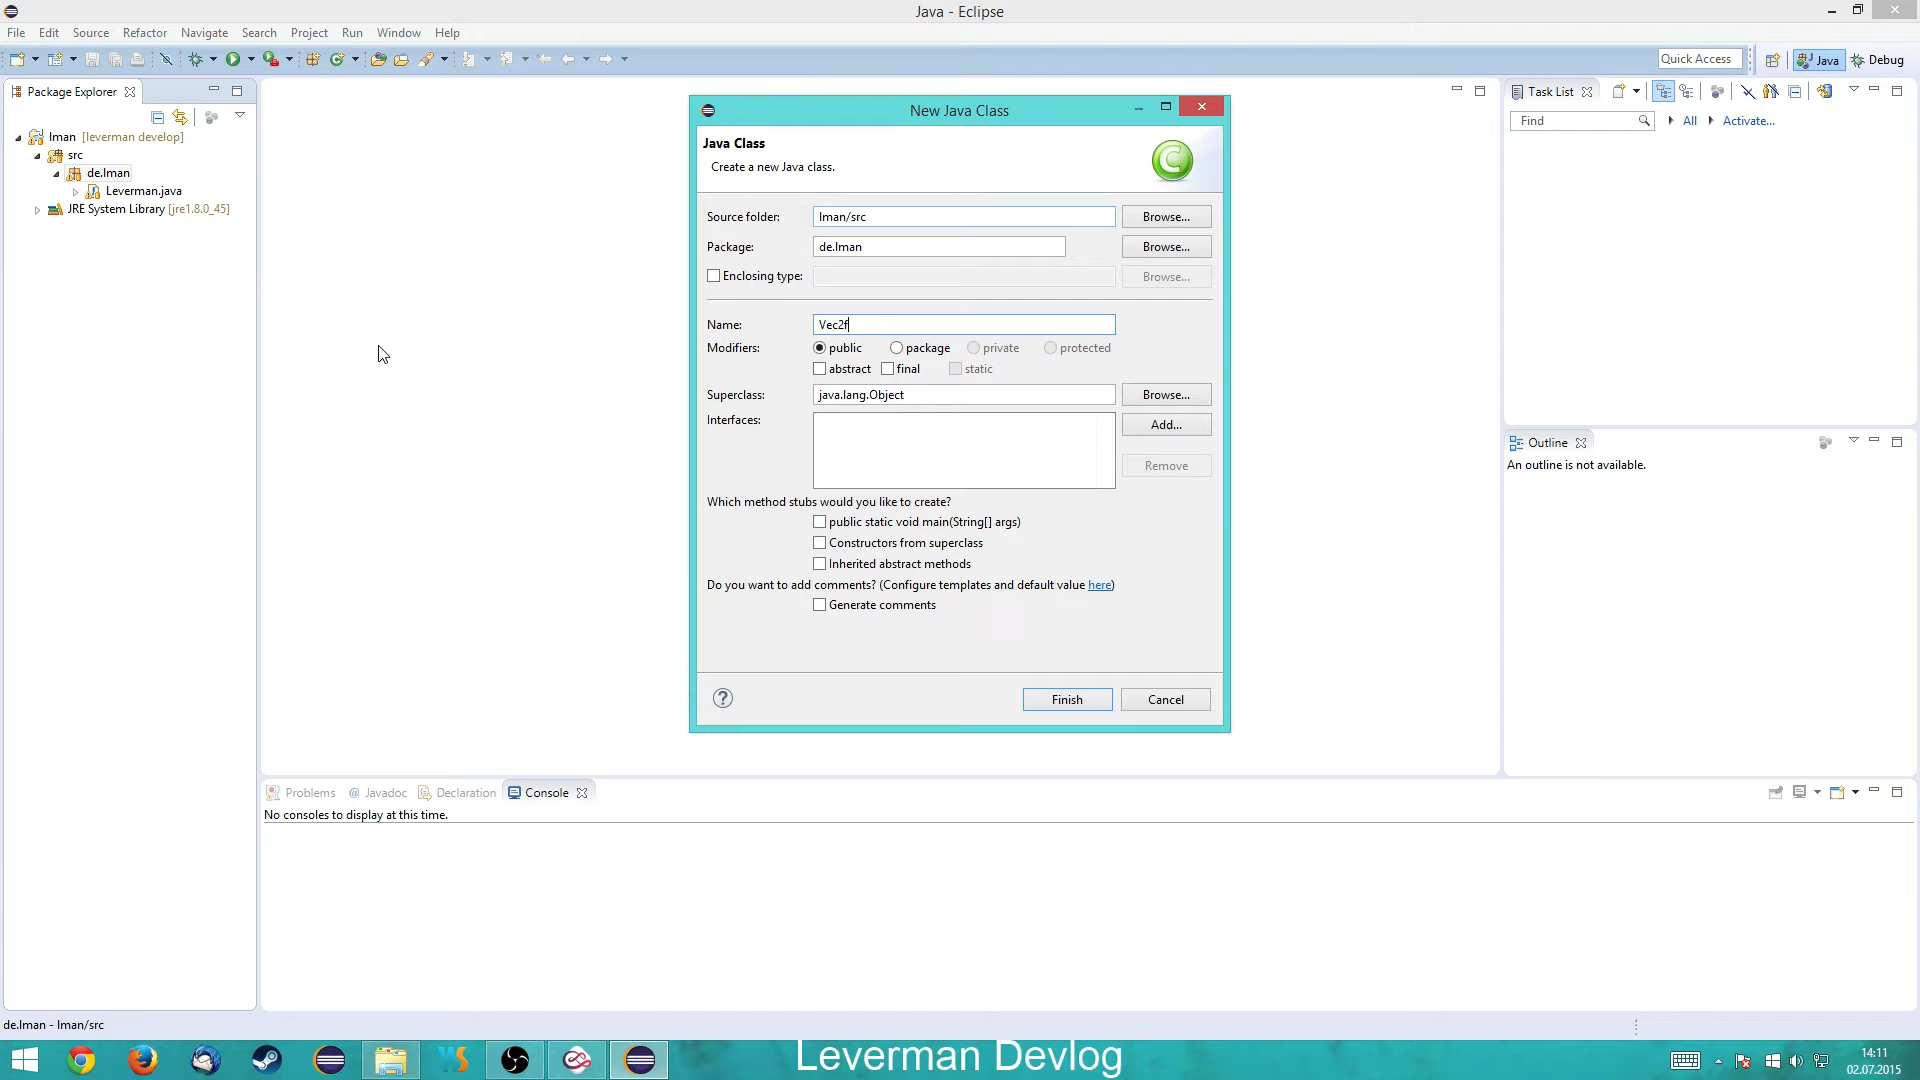 Java - Eclipse
File Edit Source Refactor Navigate Search Project Run Window Help
Quick Access Java Debug
Package Explorer
lman [leverman develop]
src
de.lman
Leverman.java
JRE System Library [jre1.8.0_45]
New Java Class
Java Class
Create a new Java class.
Source folder: lman/src Browse...
Package: de.lman Browse...
Enclosing type: Browse...
Name: Vec2f
Modifiers: public package private protected
abstract final static
Superclass: java.lang.Object Browse...
Interfaces: Add...
Remove
Which method stubs would you like to create?
public static void main(String[] args)
Constructors from superclass
Inherited abstract methods
Do you want to add comments? (Configure templates and default value here)
Generate comments
Finish Cancel
Task List
Find All Activate...
Outline
An outline is not available.
Problems @ Javadoc Declaration Console
No consoles to display at this time.
de.lman - lman/src
Leverman Devlog
14:11
02.07.2015